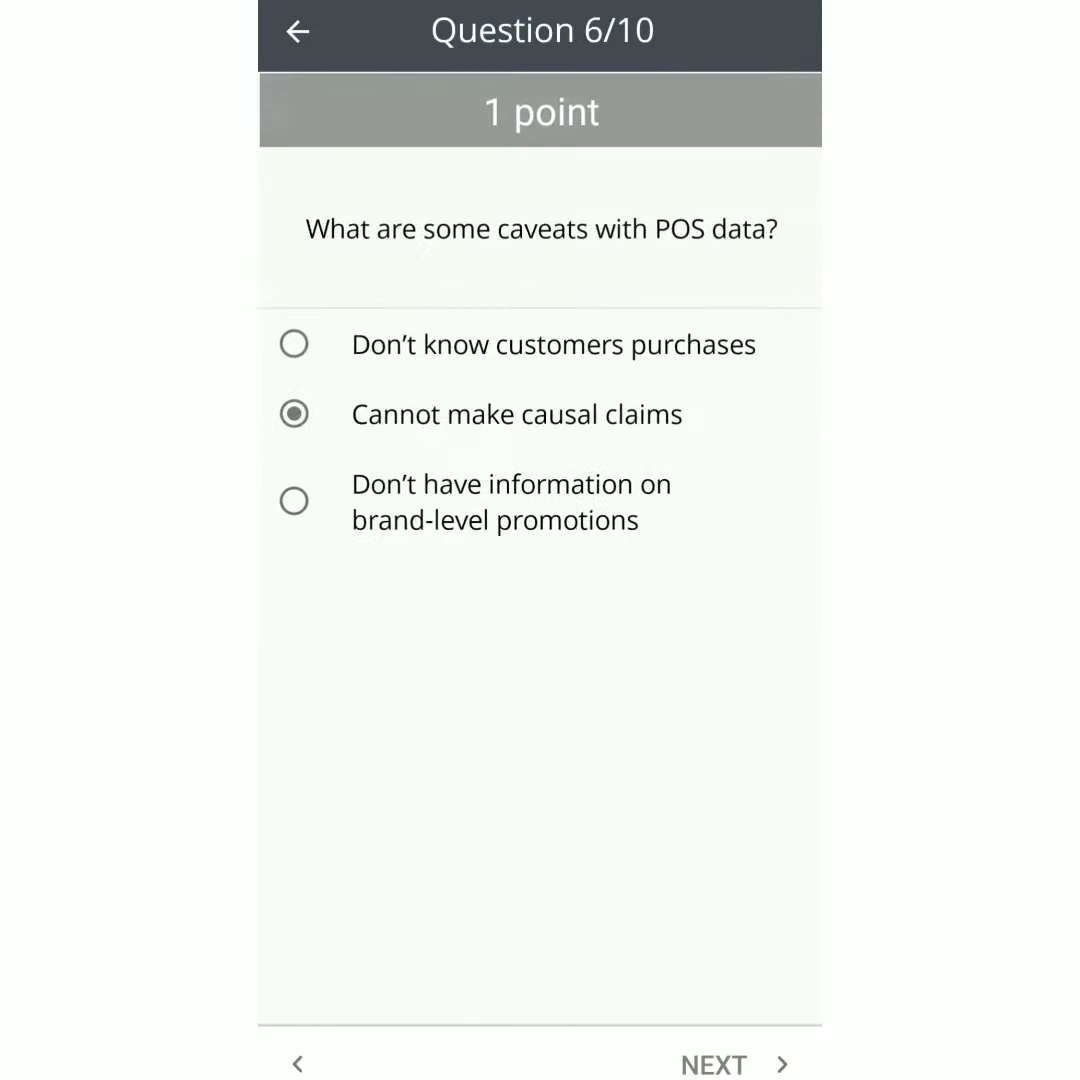 Question 6/10
1 point
What are some caveats with POS data?
Don’t know customers purchases
Cannot make causal claims
Don’t have information on
brand-level promotions
NEXT